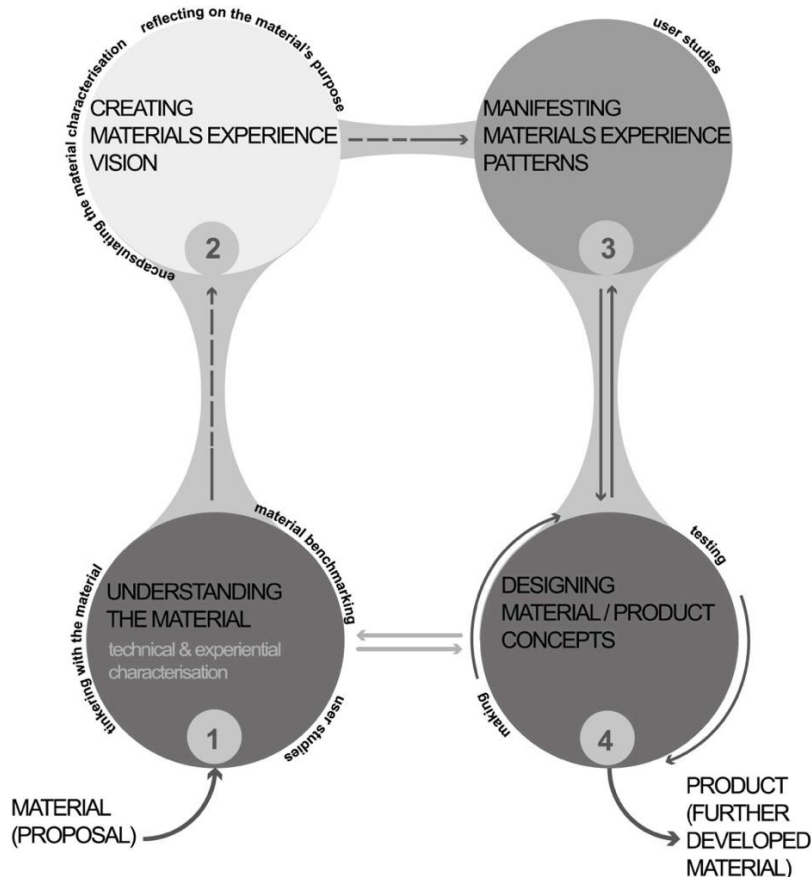 reflecting on the material's purpose
encapsulating the material characterisation
CREATING
MATERIALS EXPERIENCE
VISION
2
user studies
MANIFESTING
MATERIALS EXPERIENCE
PATTERNS
3
tinkering with the material
material benchmarking
user studies
UNDERSTANDING
THE MATERIAL
technical & experiential
characterisation
1
testing
making
DESIGNING
MATERIAL / PRODUCT
CONCEPTS
4
MATERIAL
(PROPOSAL)
PRODUCT
(FURTHER
DEVELOPED
MATERIAL)